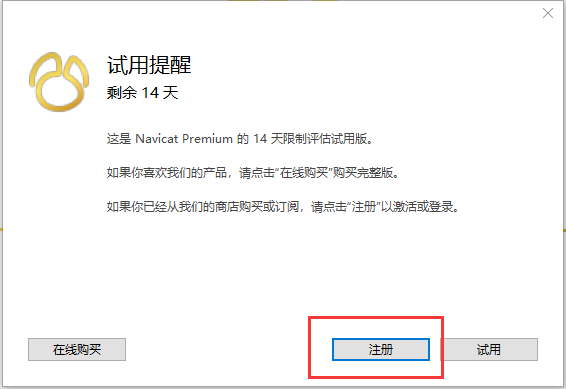 试用提醒
剩余 14 天
这是 Navicat Premium 的 14 天限制评估试用版。
如果你喜欢我们的产品，请点击“在线购买”购买完整版。
如果你已经从我们的商店购买或订阅，请点击“注册”以激活或登录。
在线购买
注册
试用